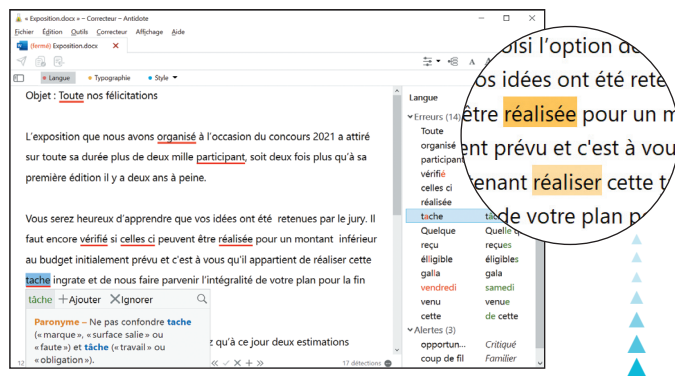 « Exposition.docx » – Correcteur – Antidote
Fichier Édition Outils Correcteur Affichage Aide
(fermé) Exposition.docx
Langue Typographie Style
Objet : Toute nos félicitations
L'exposition que nous avons organisé à l'occasion du concours 2021 a attiré
sur toute sa durée plus de deux mille participant, soit deux fois plus qu'à sa
première édition il y a deux ans à peine.
Vous serez heureux d'apprendre que vos idées ont été retenues par le jury. Il
faut encore vérifié si celles ci peuvent être réalisée pour un montant inférieur
au budget initialement prévu et c'est à vous qu'il appartient de réaliser cette
tache ingrate et de nous faire parvenir l'intégralité de votre plan pour la fin
tâche Ajouter Ignorer
Paronyme – Ne pas confondre tache
(« marque », « surface salie » ou
« faute ») et tâche (« travail » ou
« obligation »).
qu'à ce jour deux estimations
12
17 détections
Langue
Erreurs (14)
Toute
organisé
participant
vérifié
celles ci
réalisée
tache
Quelque
reçu reçues
élligible éligibles
galla gala
vendredi samedi
venu venue
cette de cette
Alertes (3)
opportun... Critiqué
coup de fil Familier
l'option
idées ont été
être réalisée pour un
prévu et c'est à
réaliser cette
de votre plan